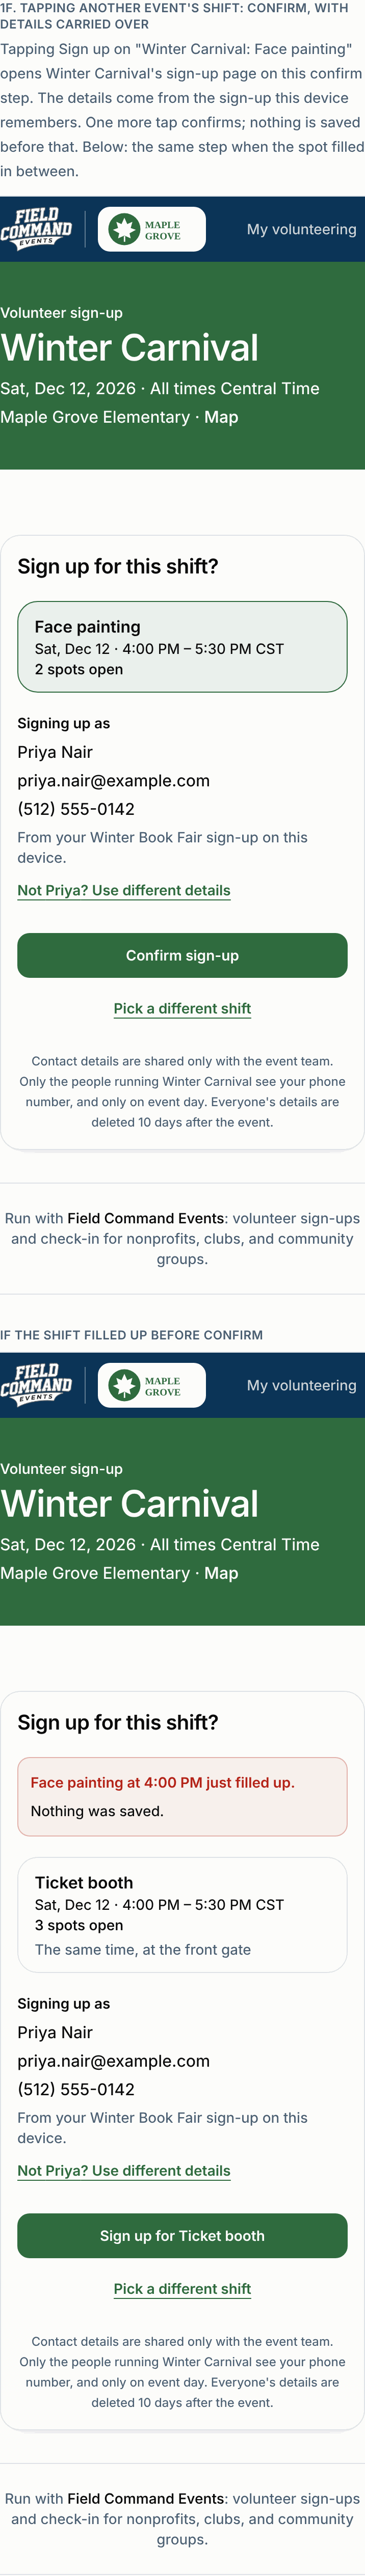 1F. TAPPING ANOTHER EVENT'S SHIFT: CONFIRM, WITH
DETAILS CARRIED OVER
Tapping Sign up on "Winter Carnival: Face painting"
opens Winter Carnival's sign-up page on this confirm
step. The details come from the sign-up this device
remembers. One more tap confirms; nothing is saved
before that. Below: the same step when the spot filled
in between.
FIELD
COMMAND
EVENTS
MAPLE
GROVE
My volunteering
Volunteer sign-up
Winter Carnival
Sat, Dec 12, 2026 · All times Central Time
Maple Grove Elementary · Map
Sign up for this shift?
Face painting
Sat, Dec 12 · 4:00 PM – 5:30 PM CST
2 spots open
Signing up as
Priya Nair
priya.nair@example.com
(512) 555-0142
From your Winter Book Fair sign-up on this
device.
Not Priya? Use different details
Confirm sign-up
Pick a different shift
Contact details are shared only with the event team.
Only the people running Winter Carnival see your phone
number, and only on event day. Everyone's details are
deleted 10 days after the event.
Run with Field Command Events: volunteer sign-ups
and check-in for nonprofits, clubs, and community
groups.
IF THE SHIFT FILLED UP BEFORE CONFIRM
FIELD
COMMAND
EVENTS
MAPLE
GROVE
My volunteering
Volunteer sign-up
Winter Carnival
Sat, Dec 12, 2026 · All times Central Time
Maple Grove Elementary · Map
Sign up for this shift?
Face painting at 4:00 PM just filled up.
Nothing was saved.
Ticket booth
Sat, Dec 12 · 4:00 PM – 5:30 PM CST
3 spots open
The same time, at the front gate
Signing up as
Priya Nair
priya.nair@example.com
(512) 555-0142
From your Winter Book Fair sign-up on this
device.
Not Priya? Use different details
Sign up for Ticket booth
Pick a different shift
Contact details are shared only with the event team.
Only the people running Winter Carnival see your phone
number, and only on event day. Everyone's details are
deleted 10 days after the event.
Run with Field Command Events: volunteer sign-ups
and check-in for nonprofits, clubs, and community
groups.